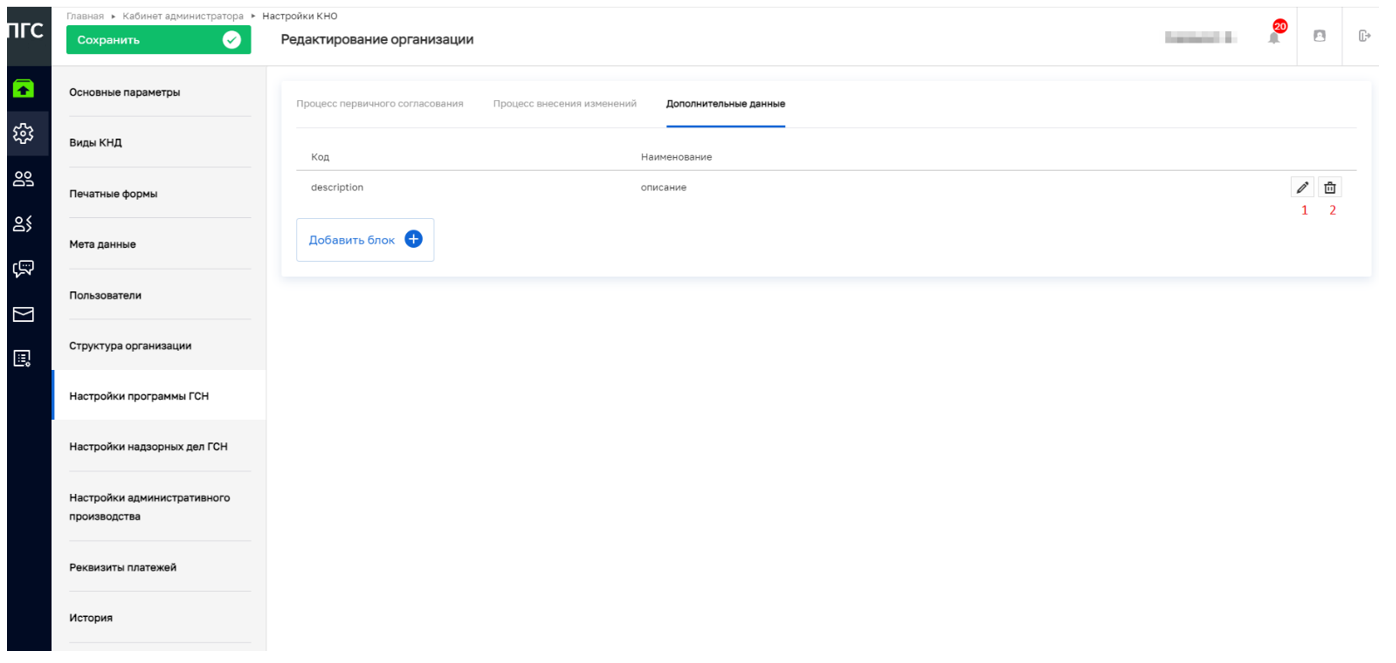 ПГС
Главная ▸ Кабинет администратора ▸ Настройки КНО
Сохранить
Редактирование организации
20
Основные параметры
Виды КНД
Печатные формы
Мета данные
Пользователи
Структура организации
Настройки программы ГСН
Настройки надзорных дел ГСН
Настройки административного
производства
Реквизиты платежей
История
Процесс первичного согласования Процесс внесения изменений Дополнительные данные
Код Наименование
description описание
1 2
Добавить блок